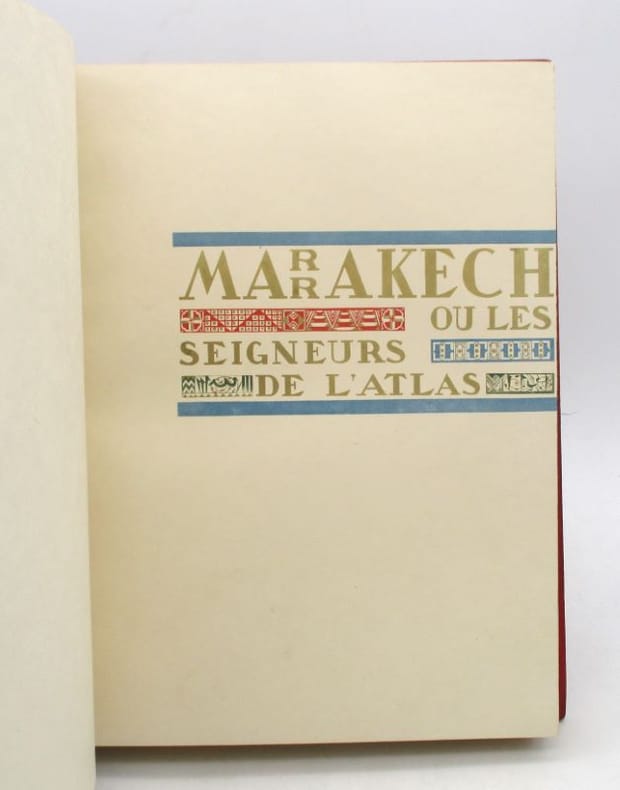 MARRAKECH
OU LES
SEIGNEURS
DE L'ATLAS